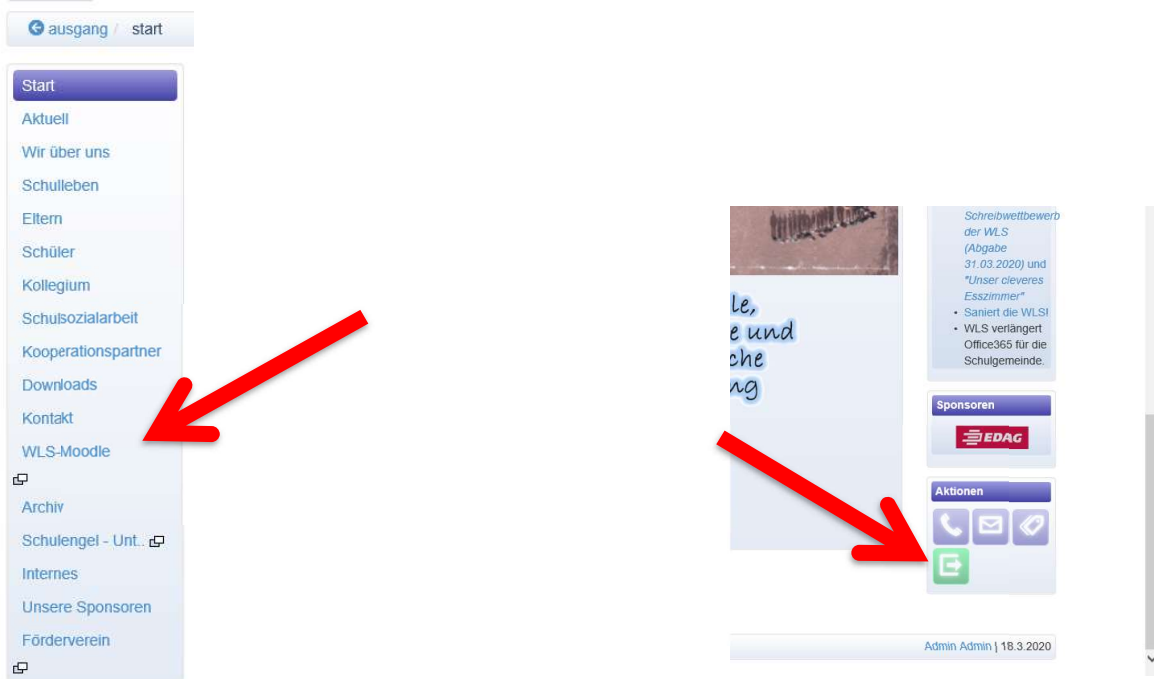 ausgang / start
Start
Aktuell
Wir über uns
Schulleben
Eltern
Schüler
Kollegium
Schulsozialarbeit
Kooperationspartner
Downloads
Kontakt
WLS-Moodle
Archiv
Schulengel - Unt..
Internes
Unsere Sponsoren
Förderverein
le,
e und
che
ng
Schreibwettbewerb
der WLS
(Abgabe
31.03.2020) und
"Unser cleveres
Esszimmer"
• Saniert die WLS!
• WLS verlängert
Office365 für die
Schulgemeinde.
Sponsoren
EDAG
Aktionen
Admin Admin | 18.3.2020